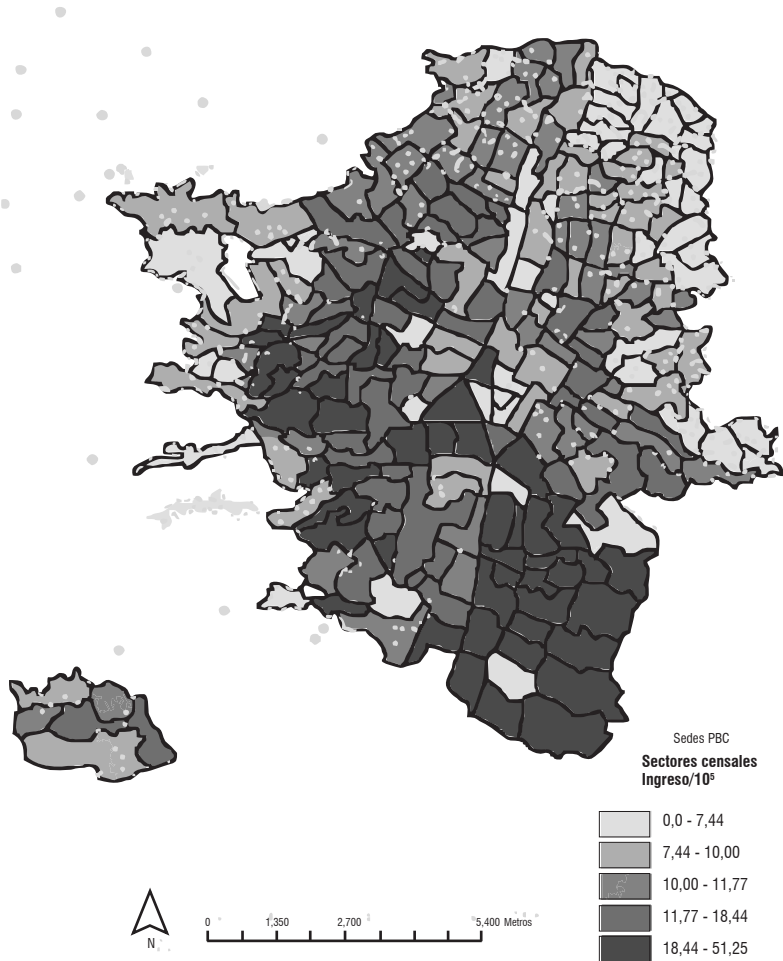 Sedes PBC
Sectores censales
Ingreso/10⁵
0,0 - 7,44
7,44 - 10,00
10,00 - 11,77
11,77 - 18,44
18,44 - 51,25
0 1,350 2,700 5,400 Metros
N